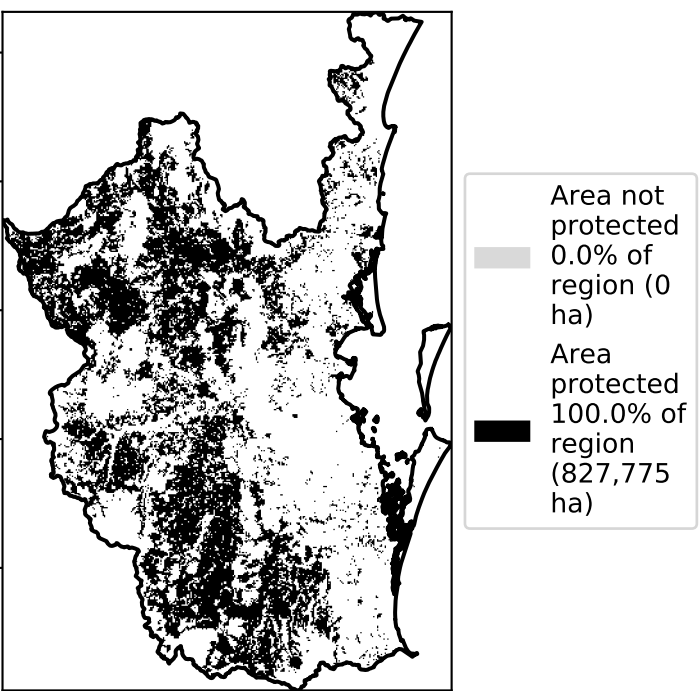 Area not
protected
0.0% of
region (0
ha)
Area
protected
100.0% of
region
(827,775
ha)